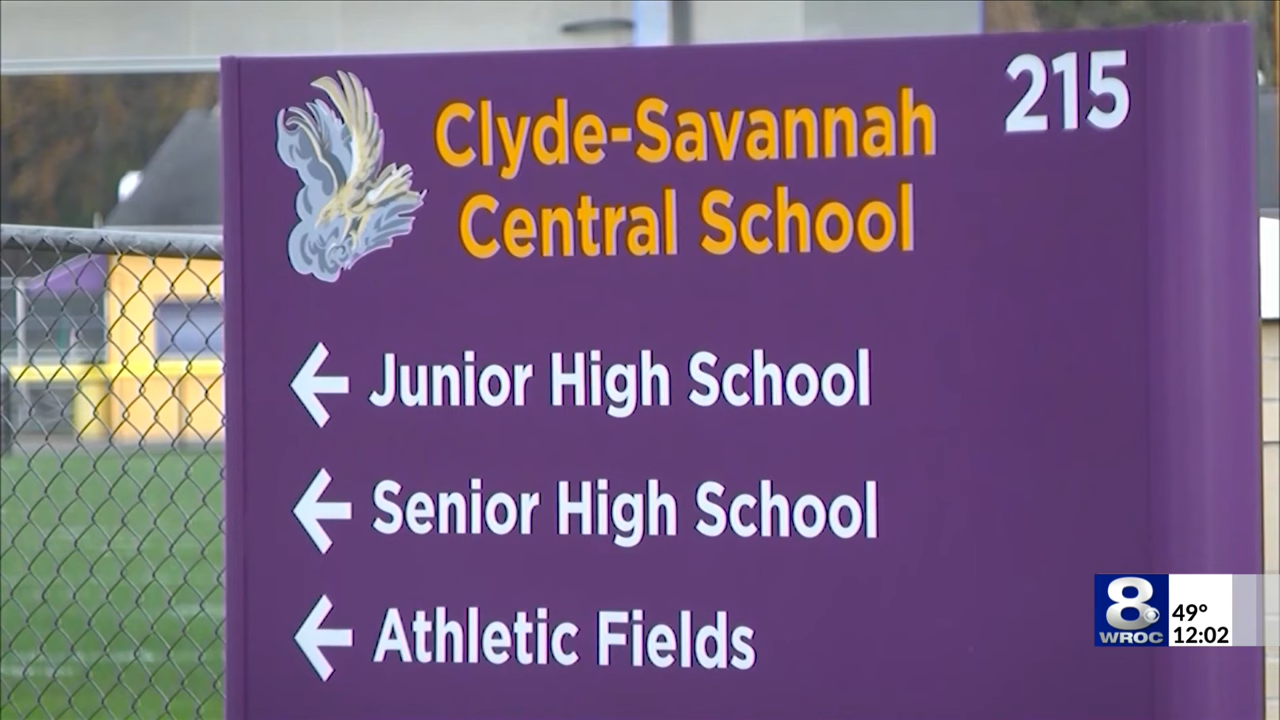 215
Clyde-Savannah
Central School
← Junior High School
← Senior High School
← Athletic Fields
8
WROC
49°
12:02